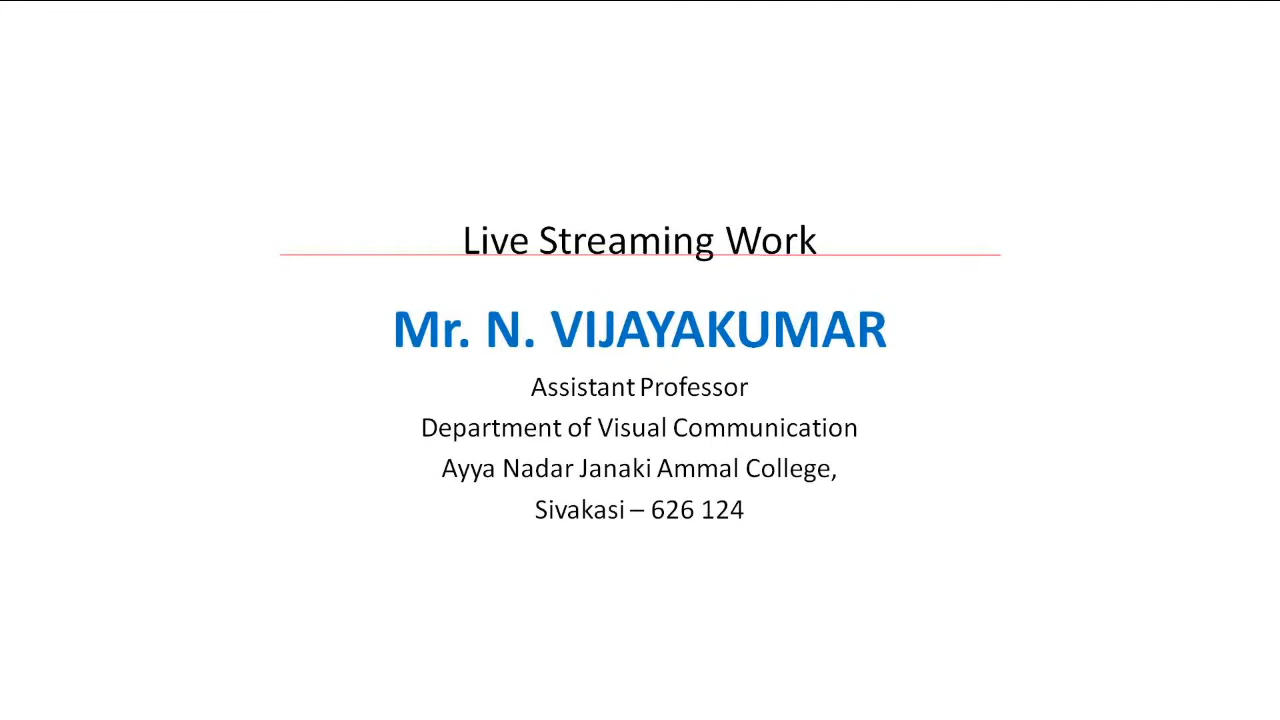 Live Streaming Work
Mr. N. VIJAYAKUMAR
Assistant Professor
Department of Visual Communication
Ayya Nadar Janaki Ammal College,
Sivakasi – 626 124